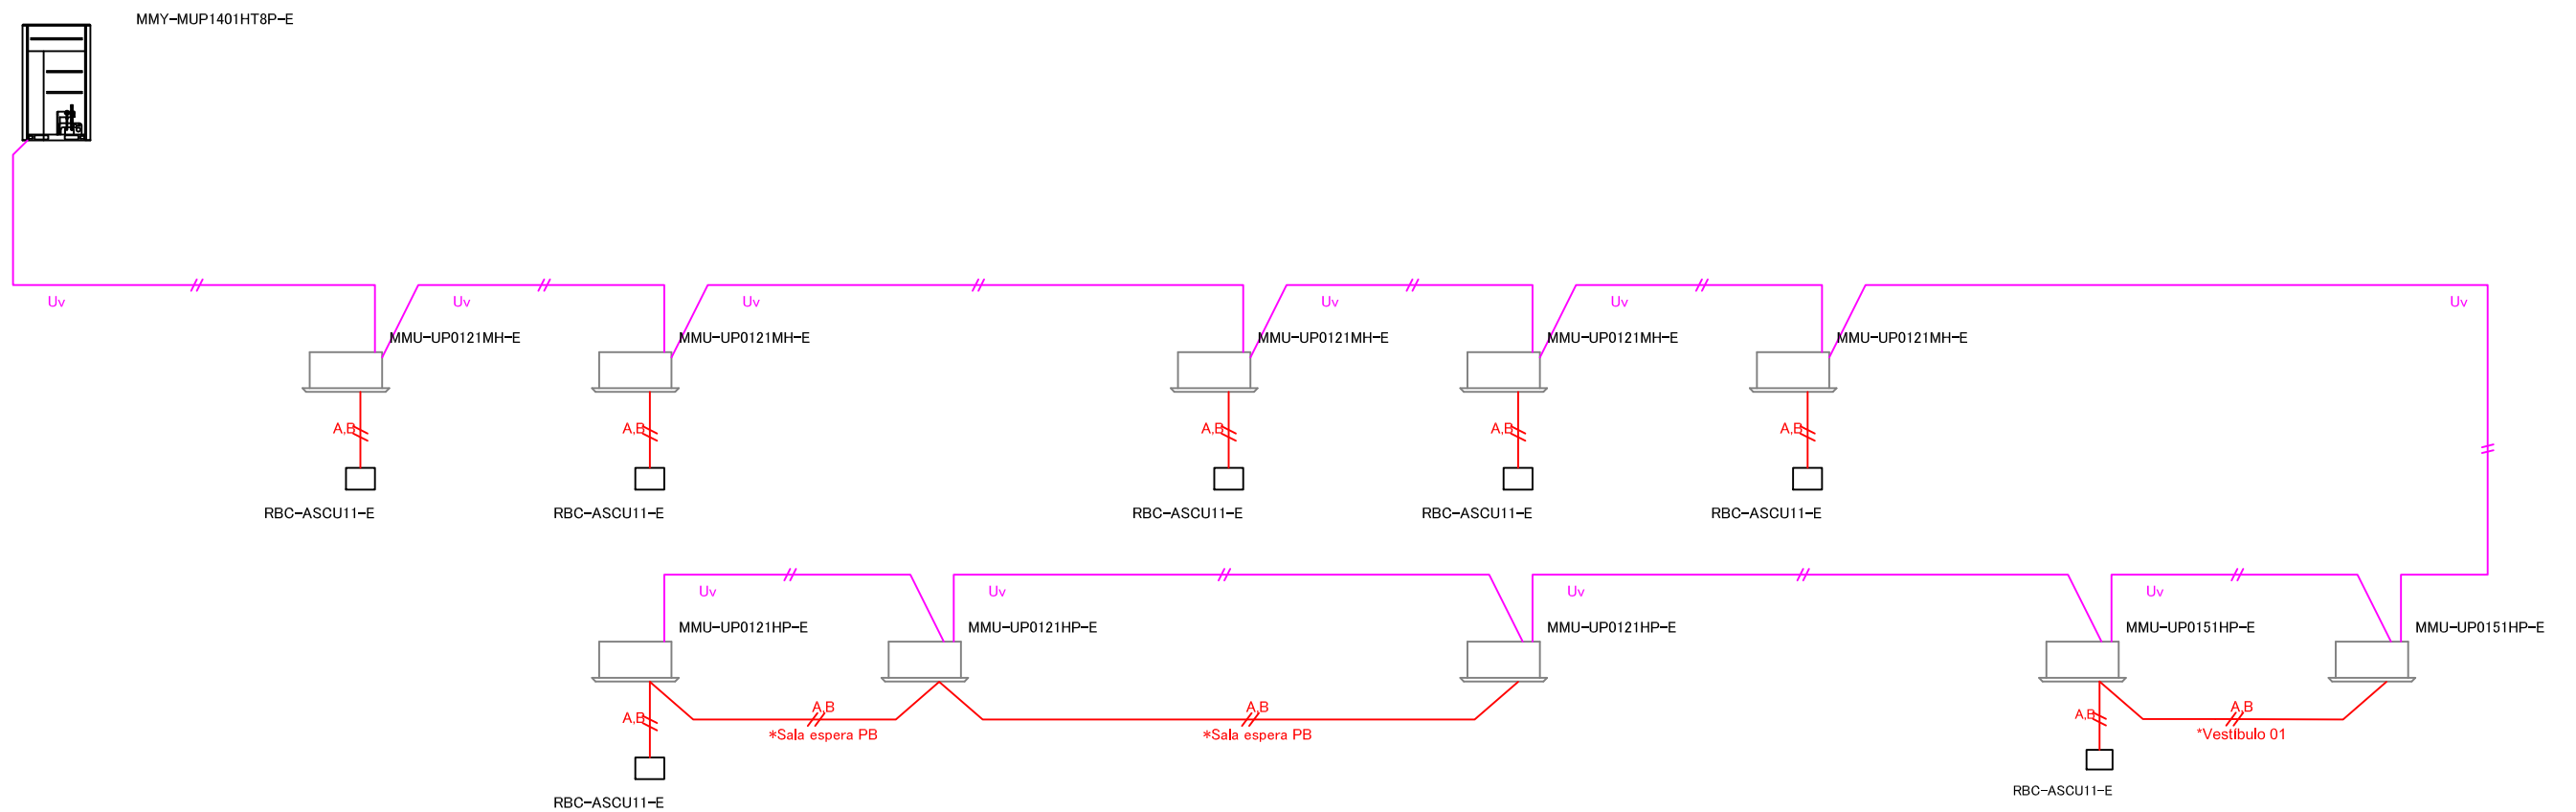 MMY-MUP1401HT8P-E
Uv
Uv
Uv
Uv
Uv
Uv
MMU-UP0121MH-E
MMU-UP0121MH-E
MMU-UP0121MH-E
MMU-UP0121MH-E
MMU-UP0121MH-E
A,B
A,B
A,B
A,B
A,B
RBC-ASCU11-E
RBC-ASCU11-E
RBC-ASCU11-E
RBC-ASCU11-E
RBC-ASCU11-E
Uv
Uv
Uv
Uv
MMU-UP0121HP-E
MMU-UP0121HP-E
MMU-UP0121HP-E
MMU-UP0151HP-E
MMU-UP0151HP-E
A,B
A,B
A,B
A,B
A,B
*Sala espera PB
*Sala espera PB
*Vestíbulo 01
RBC-ASCU11-E
RBC-ASCU11-E